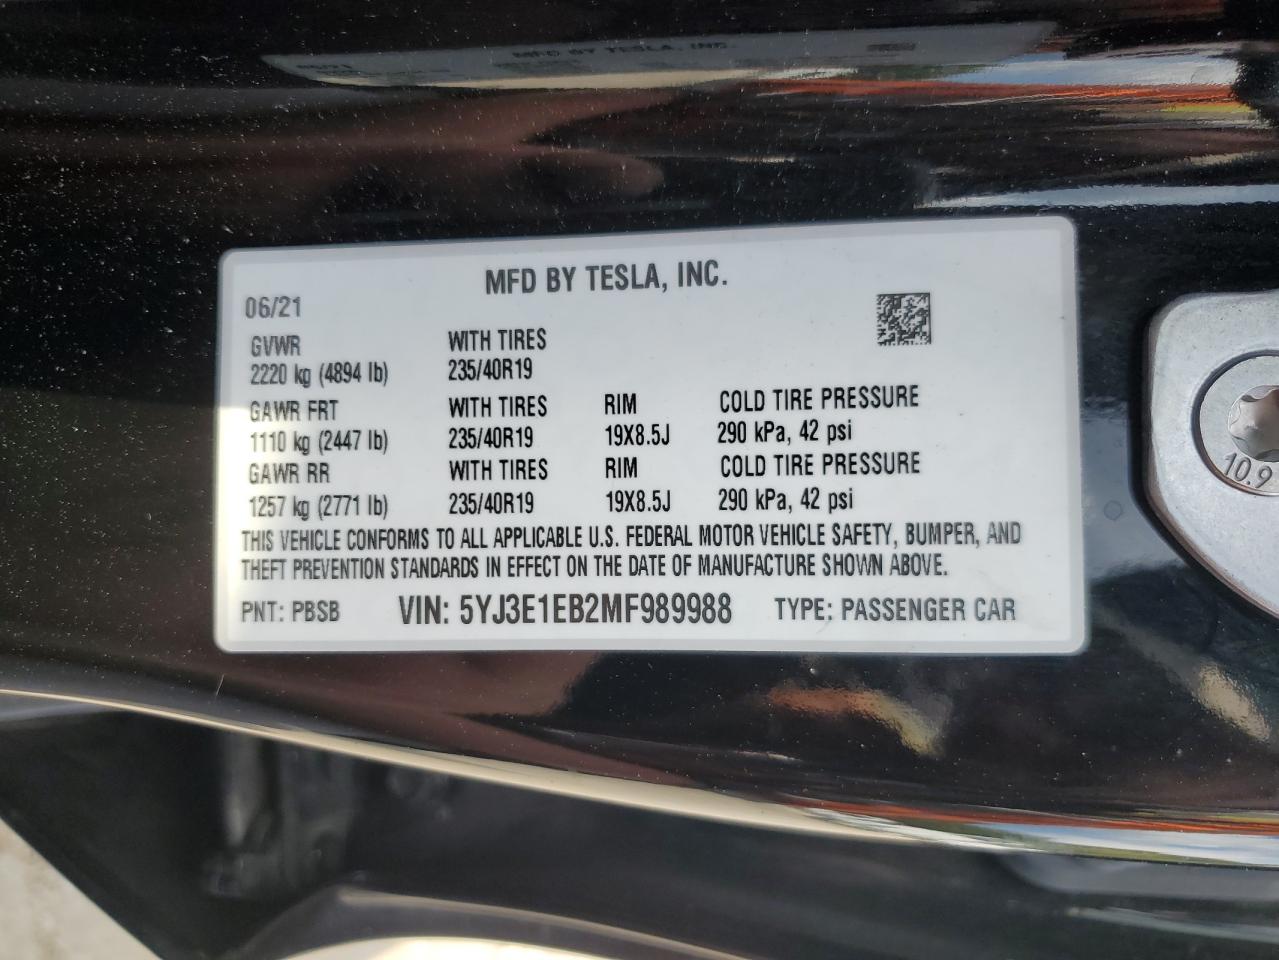 MFD BY TESLA, INC.
06/21
GVWR WITH TIRES
2220 kg (4894 lb) 235/40R19
GAWR FRT WITH TIRES RIM COLD TIRE PRESSURE
1110 kg (2447 lb) 235/40R19 19X8.5J 290 kPa, 42 psi
GAWR RR WITH TIRES RIM COLD TIRE PRESSURE
1257 kg (2771 lb) 235/40R19 19X8.5J 290 kPa, 42 psi
THIS VEHICLE CONFORMS TO ALL APPLICABLE U.S. FEDERAL MOTOR VEHICLE SAFETY, BUMPER, AND
THEFT PREVENTION STANDARDS IN EFFECT ON THE DATE OF MANUFACTURE SHOWN ABOVE.
PNT: PBSB VIN: 5YJ3E1EB2MF989988 TYPE: PASSENGER CAR
10.9